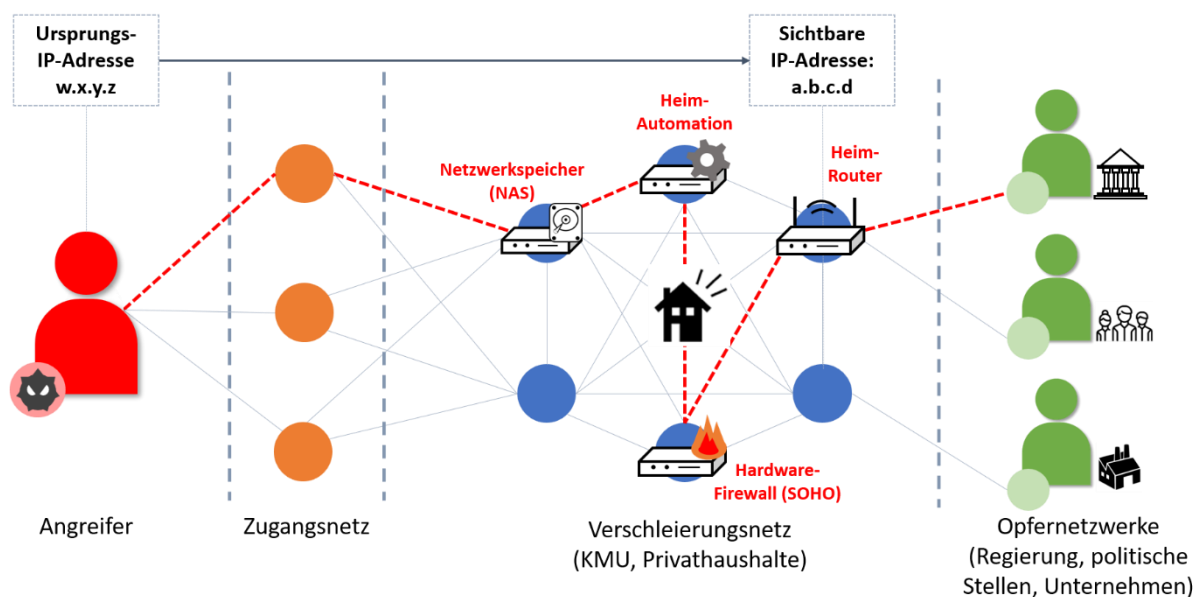 Ursprungs-
IP-Adresse
w.x.y.z
Sichtbare
IP-Adresse:
a.b.c.d
Heim-
Automation
Netzwerkspeicher
(NAS)
Heim-
Router
Hardware-
Firewall (SOHO)
Angreifer
Zugangsnetz
Verschleierungsnetz
(KMU, Privathaushalte)
Opfernetzwerke
(Regierung, politische
Stellen, Unternehmen)